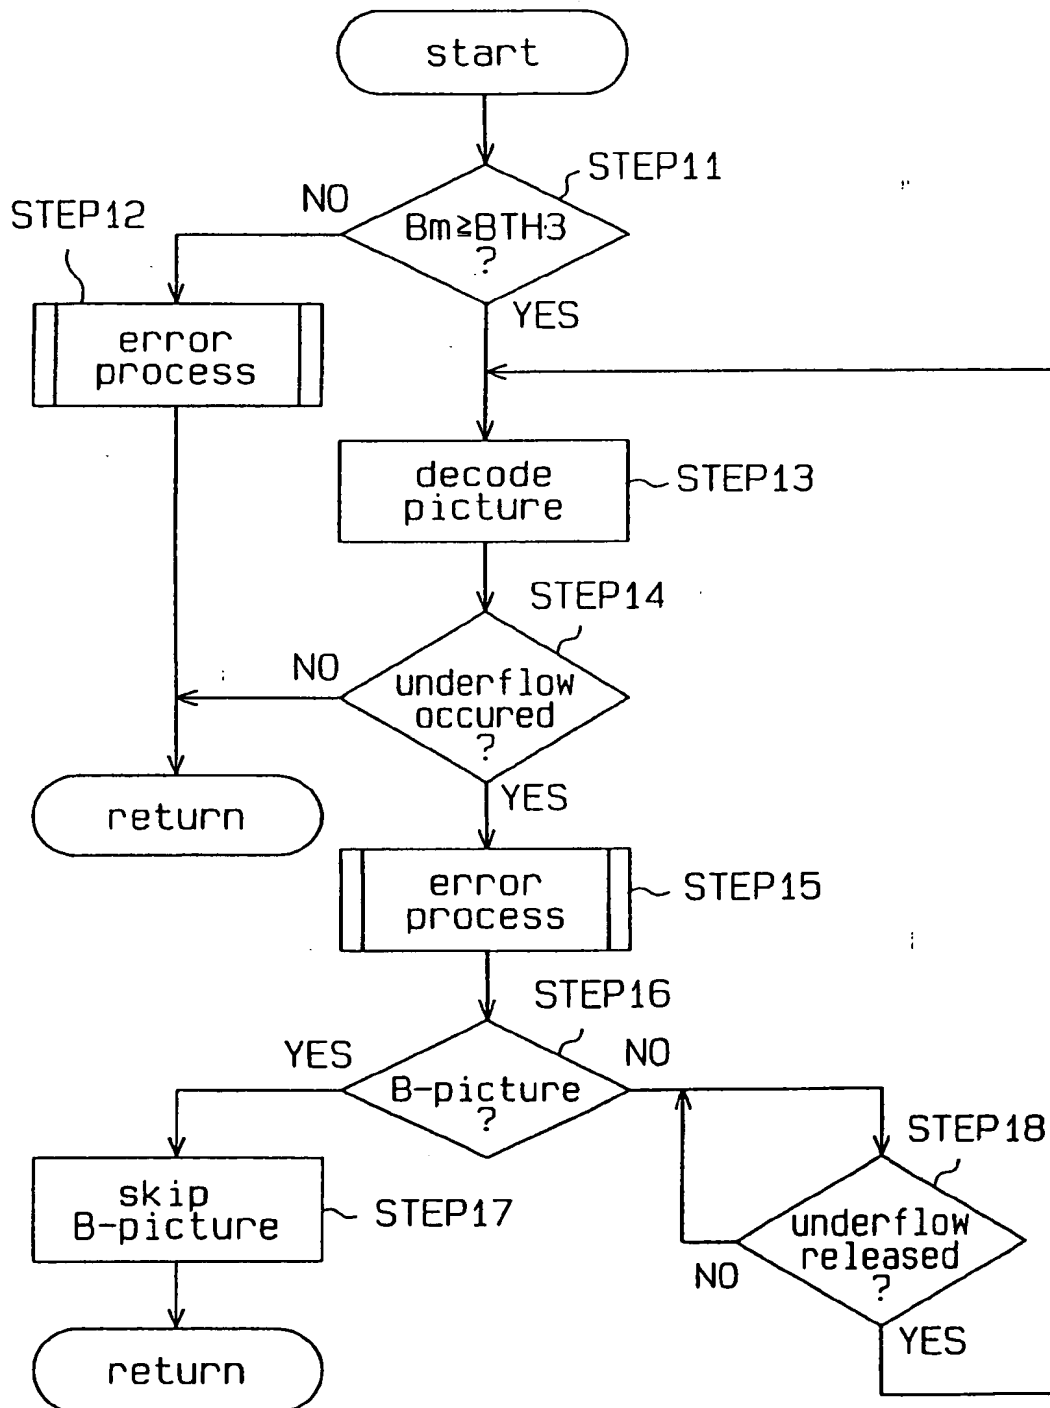 start
STEP11
NO
STEP12
Bm≧BTH3
?
YES
error
process
decode
picture
STEP13
STEP14
NO
underflow
occured
?
YES
return
error
process
STEP15
STEP16
YES
NO
B-picture
?
STEP18
skip
B-picture
STEP17
underflow
released
?
NO
YES
return